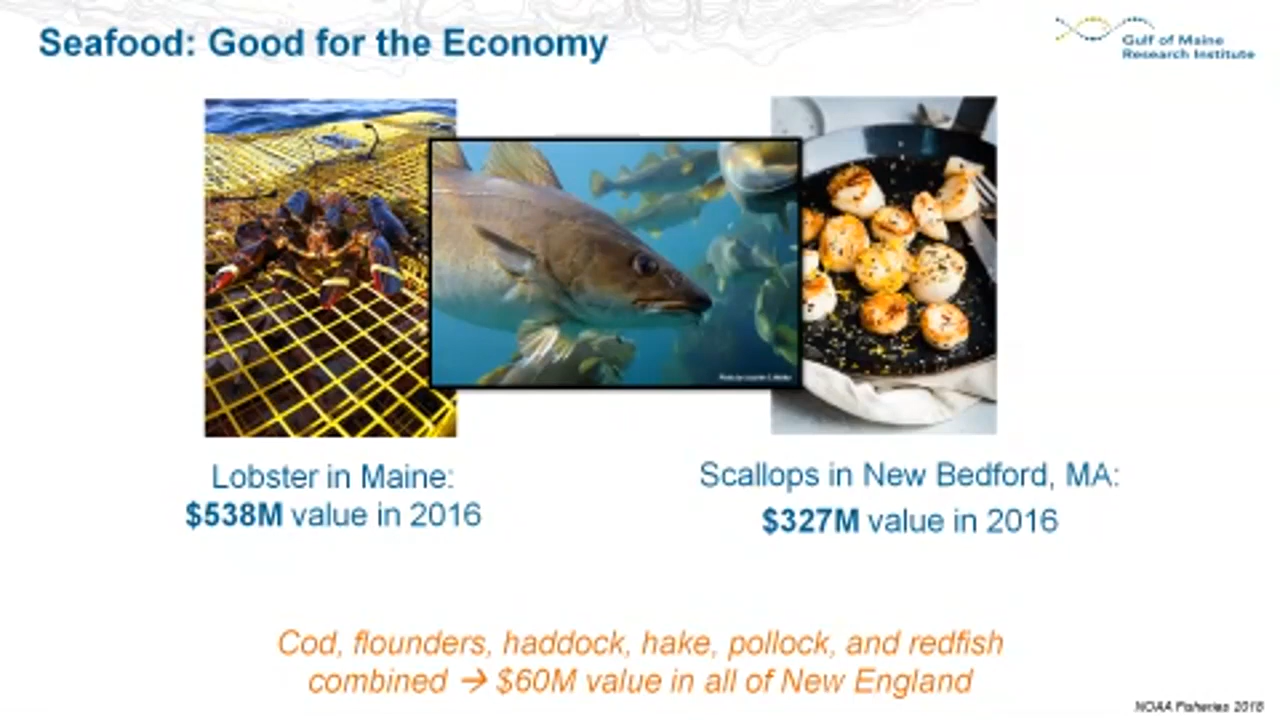 Seafood: Good for the Economy
Gulf of Maine
Research Institute
Lobster in Maine:
$538M value in 2016
Scallops in New Bedford, MA:
$327M value in 2016
Cod, flounders, haddock, hake, pollock, and redfish
combined → $60M value in all of New England
NOAA Fisheries